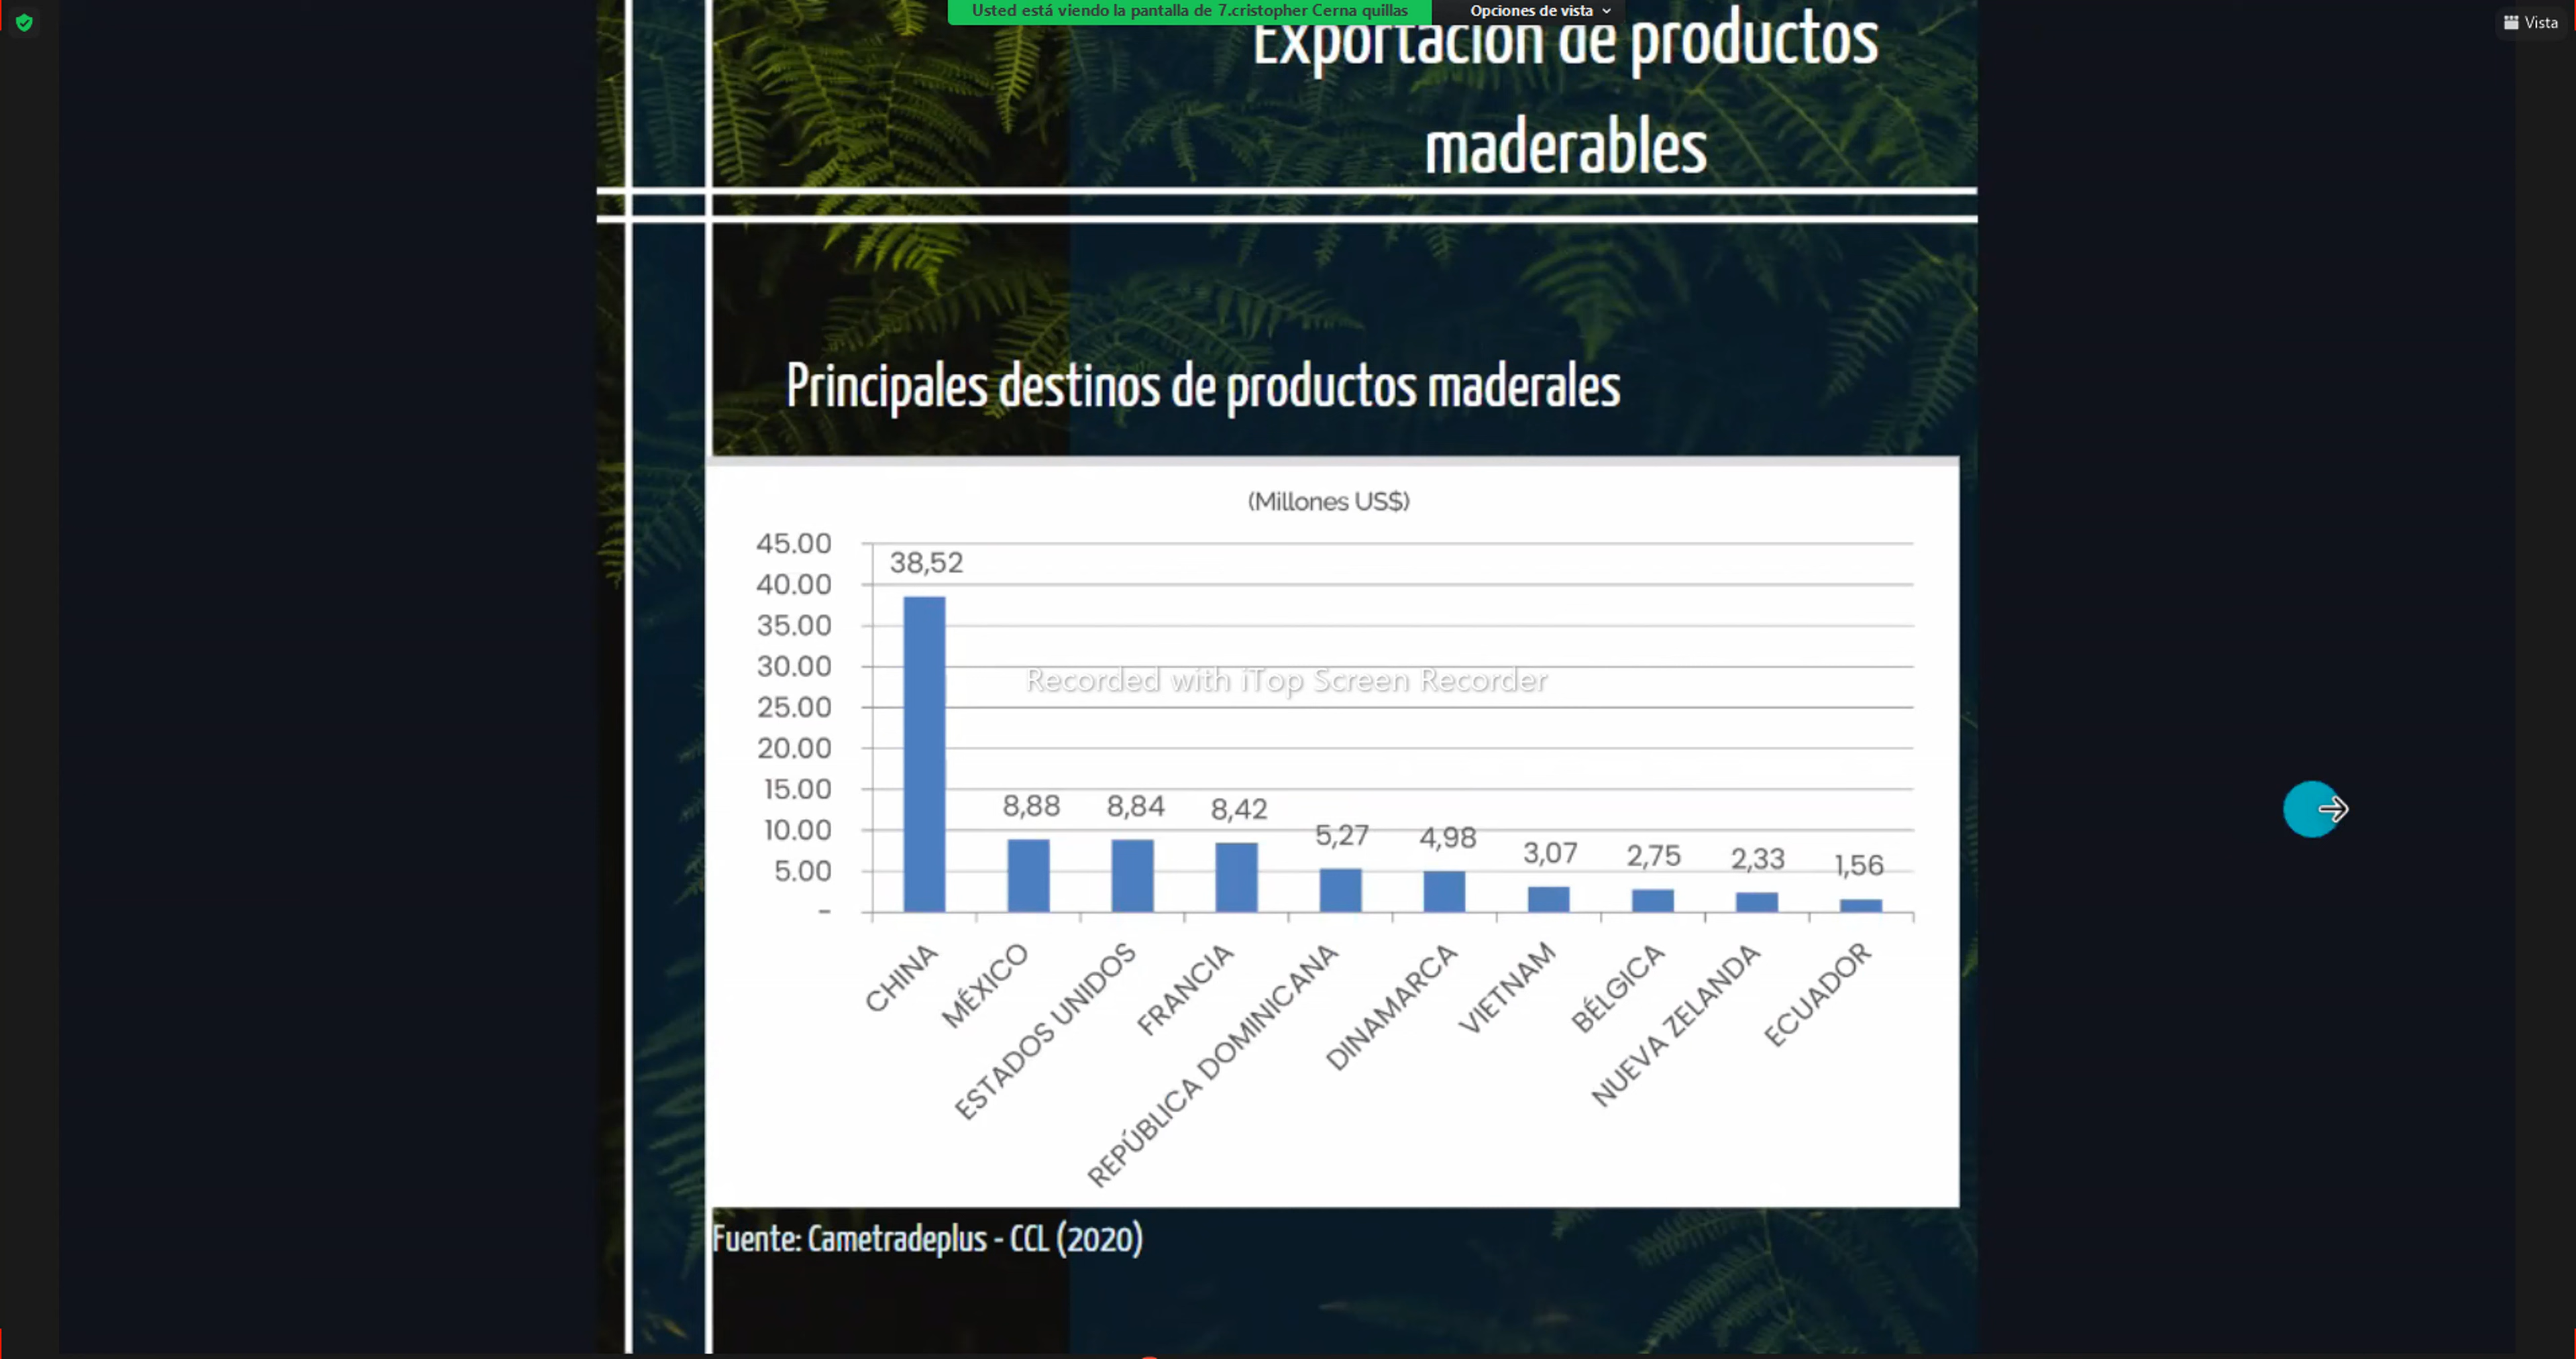 Usted está viendo la pantalla de 7.cristopher Cerna quillas
Opciones de vista
Vista
Exportación de productos
maderables
Principales destinos de productos maderales
(Millones US$)
45.00
40.00
35.00
30.00
25.00
20.00
15.00
10.00
5.00
-
38,52
8,88
8,84
8,42
5,27
4,98
3,07
2,75
2,33
1,56
Recorded with iTop Screen Recorder
CHINA
MÉXICO
ESTADOS UNIDOS
FRANCIA
REPÚBLICA DOMINICANA
DINAMARCA
VIETNAM
BÉLGICA
NUEVA ZELANDA
ECUADOR
Fuente: Cametradeplus - CCL (2020)